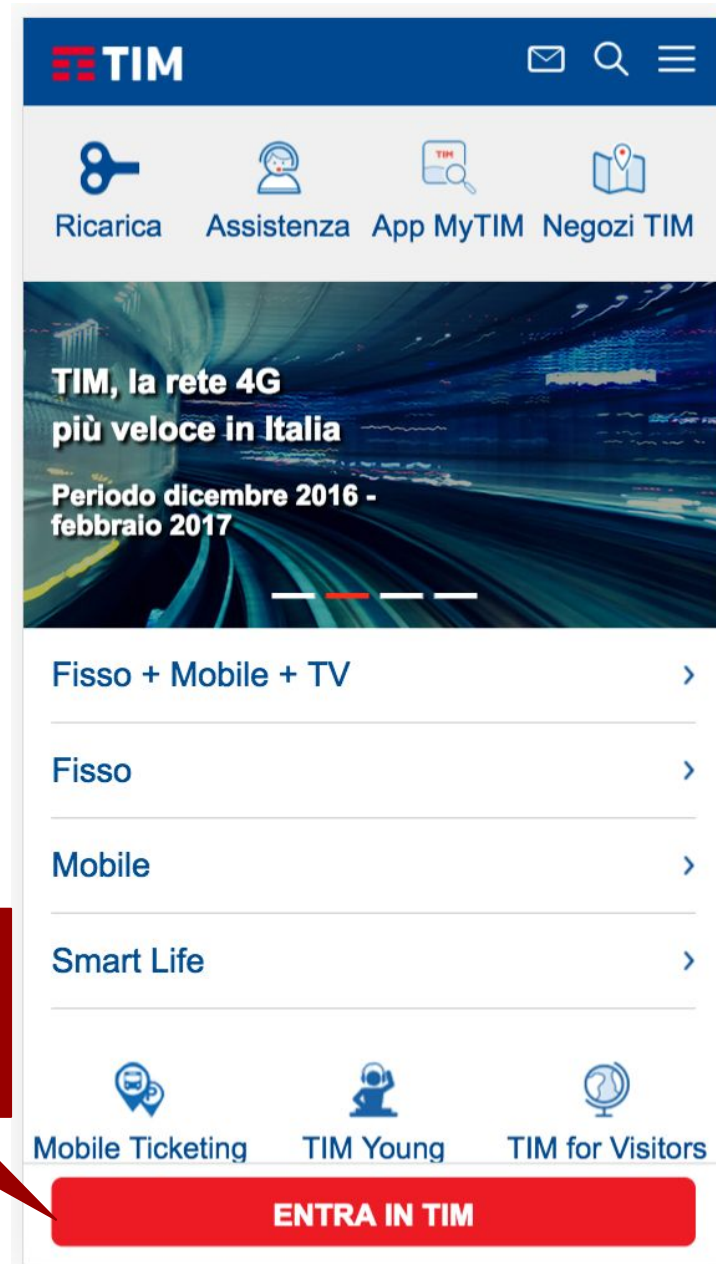 TIM
Ricarica Assistenza App MyTIM Negozi TIM
TIM
TIM, la rete 4G
più veloce in Italia
Periodo dicembre 2016 -
febbraio 2017
Fisso + Mobile + TV
Fisso
Mobile
Smart Life
P
Mobile Ticketing TIM Young TIM for Visitors
ENTRA IN TIM